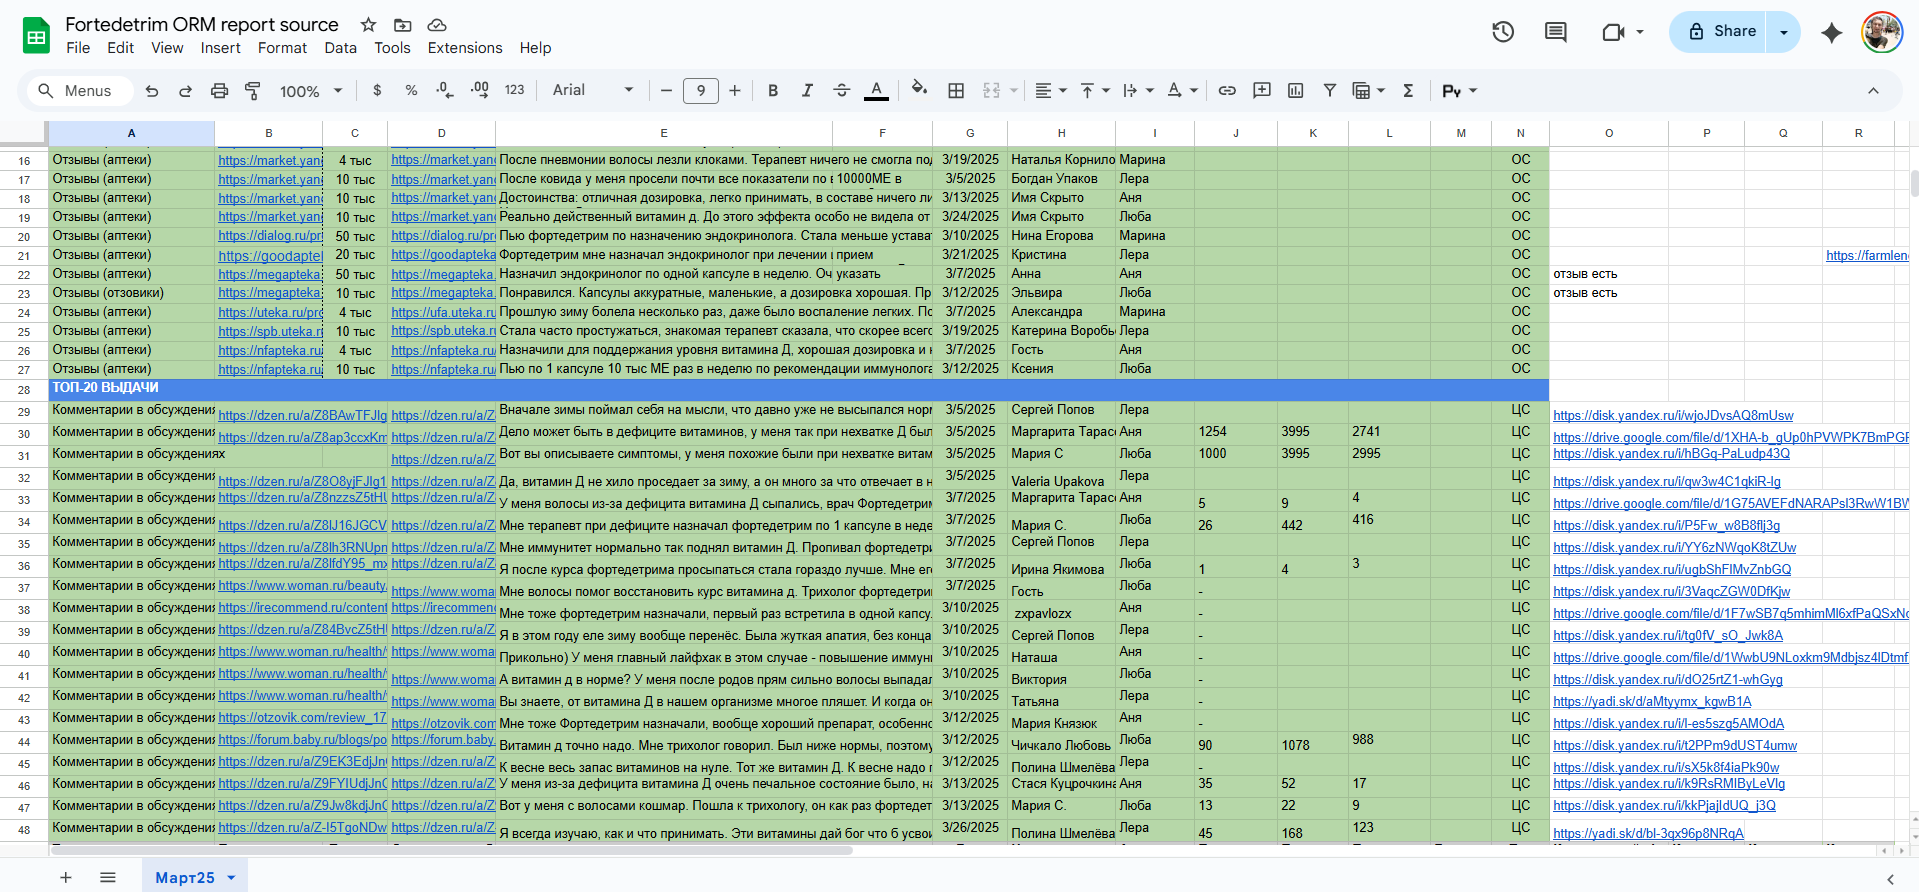 Fortedetrim ORM report source
File Edit View Insert Format Data Tools Extensions Help
Share
Menus 100% $ % .0 .00 123 Arial 9 B I A Σ
A B C D E F G H I J K L M N O P Q R
16 Отзывы (аптеки) https://market.yan 4 тыс https://market.yan После пневмонии волосы лезли клоками. Терапевт ничего не смогла по 3/19/2025 Наталья Корнило Марина ОС
17 Отзывы (аптеки) https://market.yan 10 тыс https://market.yan После ковида у меня просели почти все показатели по 10000МЕ в 3/5/2025 Богдан Упаков Лера ОС
18 Отзывы (аптеки) https://market.yan 10 тыс https://market.yan Достоинства: отличная дозировка, легко принимать, в составе ничего ли 3/13/2025 Имя Скрыто Аня ОС
19 Отзывы (аптеки) https://market.yan 10 тыс https://market.yan Реально действенный витамин д. До этого эффекта особо не видела от 3/24/2025 Имя Скрыто Люба ОС
20 Отзывы (аптеки) https://dialog.ru/pr 50 тыс https://dialog.ru/pr Пью фортедетрим по назначению эндокринолога. Стала меньше устават 3/10/2025 Нина Егорова Марина ОС
21 Отзывы (аптеки) https://goodaptel 20 тыс https://goodapteka Фортедетрим мне назначал эндокринолог при лечении прием 3/21/2025 Кристина Лера ОС https://farmlen
22 Отзывы (аптеки) https://megapteka 50 тыс https://megapteka. Назначил эндокринолог по одной капсуле в неделю. Оч указать 3/7/2025 Анна Аня ОС отзыв есть
23 Отзывы (отзовики) https://megapteka 10 тыс https://megapteka. Понравился. Капсулы аккуратные, маленькие, а дозировка хорошая. Пр 3/12/2025 Эльвира Люба ОС отзыв есть
24 Отзывы (аптеки) https://uteka.ru/pro 4 тыс https://ufa.uteka.ru Прошлую зиму болела несколько раз, даже было воспаление легких. По 3/7/2025 Александра Марина ОС
25 Отзывы (аптеки) https://spb.uteka.r 10 тыс https://spb.uteka.ru Стала часто простужаться, знакомая терапевт сказала, что скорее всего 3/19/2025 Катерина Воробь Лера ОС
26 Отзывы (аптеки) https://nfapteka.ru 4 тыс https://nfapteka.ru/ Назначили для поддержания уровня витамина Д, хорошая дозировка и 3/7/2025 Гость Аня ОС
27 Отзывы (аптеки) https://nfapteka.ru 10 тыс https://nfapteka.ru/ Пью по 1 капсуле 10 тыс МЕ раз в неделю по рекомендации иммунолога 3/12/2025 Ксения Люба ОС
28 ТОП-20 ВЫДАЧИ
29 Комментарии в обсуждения https://dzen.ru/a/Z8BAwTFJIg https://dzen.ru/a/Z Вначале зимы поймал себя на мысли, что давно уже не высыпался нор 3/5/2025 Сергей Попов Лера ЦС https://disk.yandex.ru/i/wjoJDvsAQ8mUsw
30 Комментарии в обсуждения https://dzen.ru/a/Z8ap3ccxKm https://dzen.ru/a/Z Дело может быть в дефиците витаминов, у меня так при нехватке Д был 3/5/2025 Маргарита Тарасо Аня 1254 3995 2741 ЦС https://drive.google.com/file/d/1XHA-b_gUp0hPVWPK7BmPGF
31 Комментарии в обсуждениях https://dzen.ru/a/Z Вот вы описываете симптомы, у меня похожие были при нехватке витам 3/5/2025 Мария С Люба 1000 3995 2995 ЦС https://disk.yandex.ru/i/hBGq-PaLudp43Q
32 Комментарии в обсуждения https://dzen.ru/a/Z8O8yjFJIg1 https://dzen.ru/a/Z Да, витамин Д не хило проседает за зиму, а он много за что отвечает в 3/5/2025 Valeria Upakova Лера ЦС https://disk.yandex.ru/i/qw3w4C1qkiR-Ig
33 Комментарии в обсуждения https://dzen.ru/a/Z8nzzsZ5tHU https://dzen.ru/a/Z У меня волосы из-за дефицита витамина Д сыпались, врач Фортедетрим 3/7/2025 Маргарита Тарасо Аня 5 9 4 ЦС https://drive.google.com/file/d/1G75AVEFdNARAPsI3RwW1BW
34 Комментарии в обсуждения https://dzen.ru/a/Z8lJ16JGCV https://dzen.ru/a/Z Мне терапевт при дефиците назначал фортедетрим по 1 капсуле в неде 3/7/2025 Мария С. Люба 26 442 416 ЦС https://disk.yandex.ru/i/P5Fw_w8B8flj3g
35 Комментарии в обсуждения https://dzen.ru/a/Z8lh3RNUpr https://dzen.ru/a/Z Мне иммунитет нормально так поднял витамин Д. Пропивал фортедетри 3/7/2025 Сергей Попов Лера ЦС https://disk.yandex.ru/i/YY6zNWqoK8tZUw
36 Комментарии в обсуждения https://dzen.ru/a/Z8lfdY95_mx https://dzen.ru/a/Z Я после курса фортедетрима просыпаться стала гораздо лучше. Мне ег 3/7/2025 Ирина Якимова Люба 1 4 3 ЦС https://disk.yandex.ru/i/ugbShFlMvZnbGQ
37 Комментарии в обсуждения https://www.woman.ru/beauty https://www.woma Мне волосы помог восстановить курс витамина д. Трихолог фортедетри 3/7/2025 Гость Люба - ЦС https://disk.yandex.ru/i/3VaqcZGW0DfKjw
38 Комментарии в обсуждения https://irecommend.ru/content https://irecommend Мне тоже фортедетрим назначали, первый раз встретила в одной капсу. 3/10/2025 zxpavlozx Аня - ЦС https://drive.google.com/file/d/1F7wSB7q5mhimMl6xfPaQSxNo
39 Комментарии в обсуждения https://dzen.ru/a/Z84BvcZ5tHU https://dzen.ru/a/Z Я в этом году еле зиму вообще перенёс. Была жуткая апатия, без конца 3/10/2025 Сергей Попов Лера - ЦС https://disk.yandex.ru/i/tg0fV_sO_Jwk8A
40 Комментарии в обсуждения https://www.woman.ru/health/ https://www.woma Прикольно) У меня главный лайфхак в этом случае - повышение иммун 3/10/2025 Наташа Аня - ЦС https://drive.google.com/file/d/1WwbU9NLoxkm9Mdbjsz4lDtmf
41 Комментарии в обсуждения https://www.woman.ru/health/ https://www.woma А витамин д в норме? У меня после родов прям сильно волосы выпадал 3/10/2025 Виктория Люба - ЦС https://disk.yandex.ru/i/dO25rtZ1-whGyg
42 Комментарии в обсуждения https://www.woman.ru/health/ https://www.woma Вы знаете, от витамина Д в нашем организме многое пляшет. И когда он 3/10/2025 Татьяна Лера - ЦС https://yadi.sk/d/aMtyymx_kgwB1A
43 Комментарии в обсуждения https://otzovik.com/review_17 https://otzovik.com Мне тоже Фортедетрим назначали, вообще хороший препарат, особенно 3/12/2025 Мария Князюк Аня - ЦС https://disk.yandex.ru/i/l-es5szg5AMOdA
44 Комментарии в обсуждения https://forum.baby.ru/blogs/po https://forum.baby. Витамин д точно надо. Мне трихолог говорил. Был ниже нормы, поэтому 3/12/2025 Чичкало Любовь Люба 90 1078 988 ЦС https://disk.yandex.ru/i/t2PPm9dUST4umw
45 Комментарии в обсуждения https://dzen.ru/a/Z9EK3EdjJnC https://dzen.ru/a/Z К весне весь запас витаминов на нуле. Тот же витамин Д. К весне надо 3/12/2025 Полина Шмелёва Лера - ЦС https://disk.yandex.ru/i/sX5k8f4iaPk90w
46 Комментарии в обсуждения https://dzen.ru/a/Z9FYIUdjJnC https://dzen.ru/a/Z У меня из-за дефицита витамина Д очень печальное состояние было, на 3/13/2025 Стася Куцрочкина Аня 35 52 17 ЦС https://disk.yandex.ru/i/k9RsRMIByLeVlg
47 Комментарии в обсуждения https://dzen.ru/a/Z9Jw8kdjJnC https://dzen.ru/a/Z Вот у меня с волосами кошмар. Пошла к трихологу, он как раз фортедет 3/13/2025 Мария С. Люба 13 22 9 ЦС https://disk.yandex.ru/i/kkPjajIdUQ_j3Q
48 Комментарии в обсуждения https://dzen.ru/a/Z-I5TgoNDw https://dzen.ru/a/Z Я всегда изучаю, как и что принимать. Эти витамины дай бог что б усвои 3/26/2025 Полина Шмелёва Лера 45 168 123 ЦС https://yadi.sk/d/bl-3gx96p8NRgA
Март25